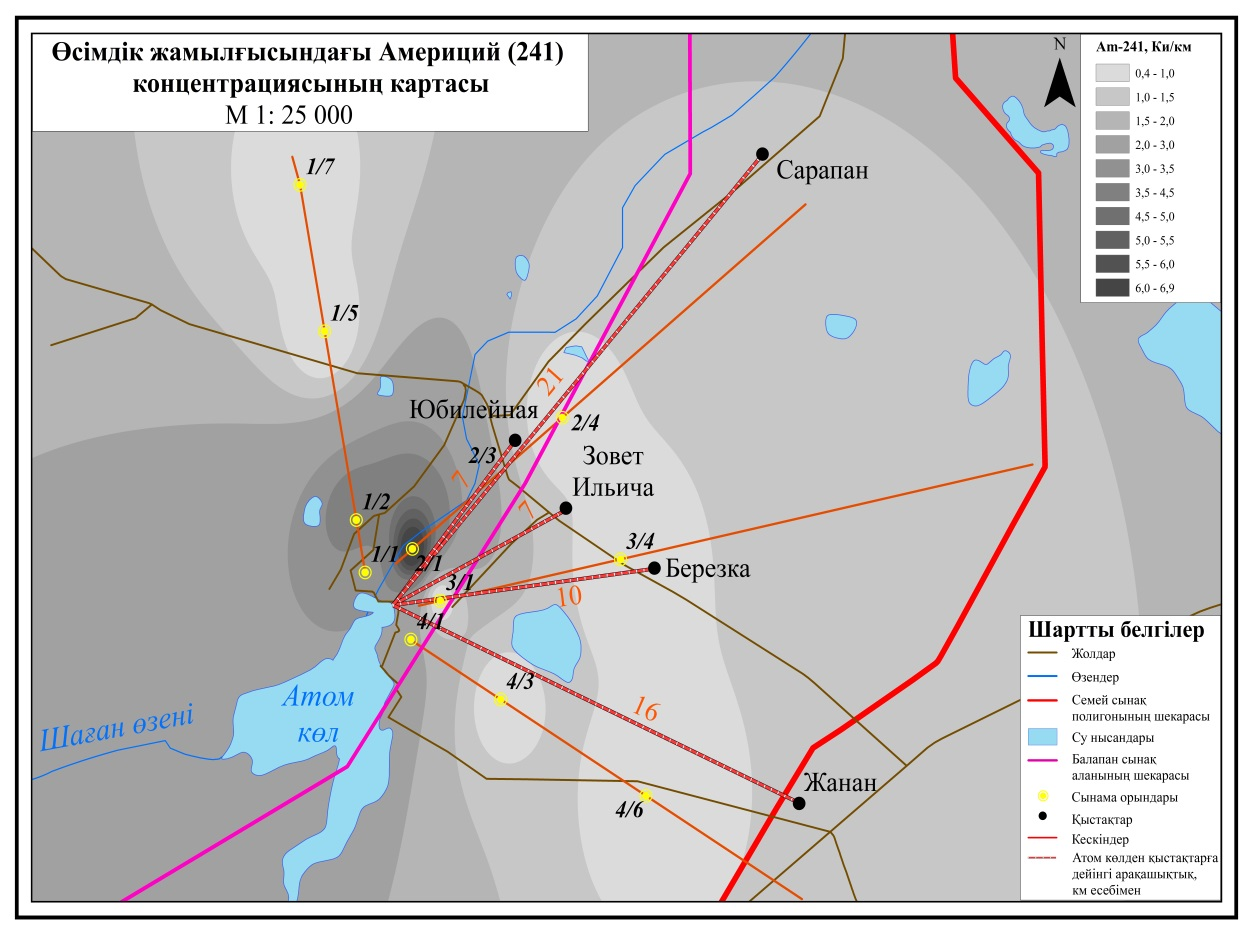 Өсімдік жамылғысындағы Америций (241)
концентрациясының картасы
М 1: 25 000
N
Am-241, Ки/км
0,4 - 1,0
1,0 - 1,5
1,5 - 2,0
2,0 - 3,0
3,0 - 3,5
3,5 - 4,5
4,5 - 5,0
5,0 - 5,5
5,5 - 6,0
6,0 - 6,9
1/7
Сарапан
1/5
21
Юбилейная
2/4
2/3
Зовет
Ильича
7
7
1/2
1/1
2/1
3/4
Березка
3/1
10
4/1
4/3
Атом
көл
16
Шаған өзені
Жанан
4/6
Шартты белгілер
Жолдар
Өзендер
Семей сынақ
полигонының шекарасы
Су нысандары
Балапан сынақ
аланының шекарасы
Сынама орындары
Қыстақтар
Кескіндер
Атом көлден қыстақтарға
дейінгі арақашықтық,
км есебімен